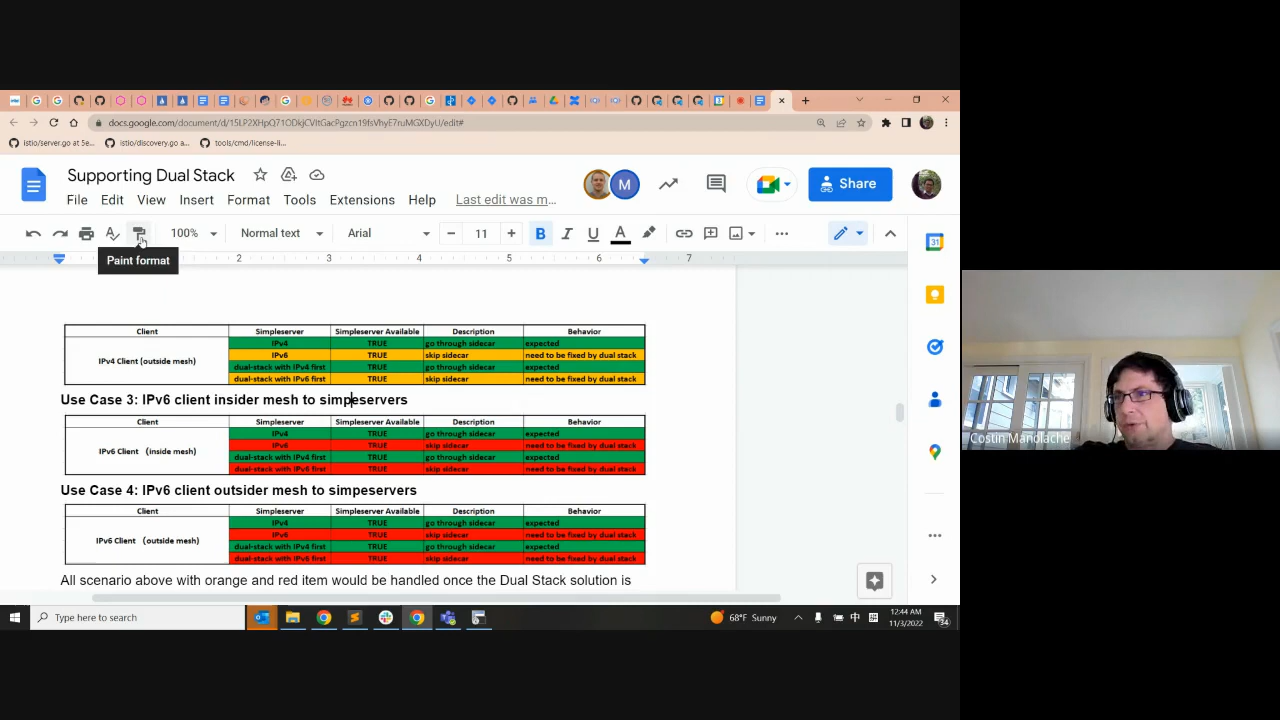 docs.google.com/document/d/15LP2XHpQ71ODkjCVItGacPgzcn19fsVhyE7ruMGXDyU/edit#
istio/server.go at 5e...
istio/discovery.go a...
tools/cmd/license-li...
Supporting Dual Stack
Share
File Edit View Insert Format Tools Extensions Help Last edit was m...
100% Normal text Arial 11 B I U A
Paint format
2 3 4 5 6 7
Client Simpleserver Simpleserver Available Description Behavior
IPv4 Client (outside mesh)
IPv4 TRUE go through sidecar expected
IPv6 TRUE skip sidecar need to be fixed by dual stack
dual-stack with IPv4 first TRUE go through sidecar expected
dual-stack with IPv6 first TRUE skip sidecar need to be fixed by dual stack
Use Case 3: IPv6 client insider mesh to simpeservers
Client Simpleserver Simpleserver Available Description Behavior
IPv6 Client (inside mesh)
IPv4 TRUE go through sidecar expected
IPv6 TRUE skip sidecar need to be fixed by dual stack
dual-stack with IPv4 first TRUE go through sidecar expected
dual-stack with IPv6 first TRUE skip sidecar need to be fixed by dual stack
Use Case 4: IPv6 client outsider mesh to simpeservers
Client Simpleserver Simpleserver Available Description Behavior
IPv6 Client (outside mesh)
IPv4 TRUE go through sidecar expected
IPv6 TRUE skip sidecar need to be fixed by dual stack
dual-stack with IPv4 first TRUE go through sidecar expected
dual-stack with IPv6 first TRUE skip sidecar need to be fixed by dual stack
All scenario above with orange and red item would be handled once the Dual Stack solution is
M
31
Type here to search
68°F Sunny
中
12:44 AM
11/3/2022
34
Costin Manolache